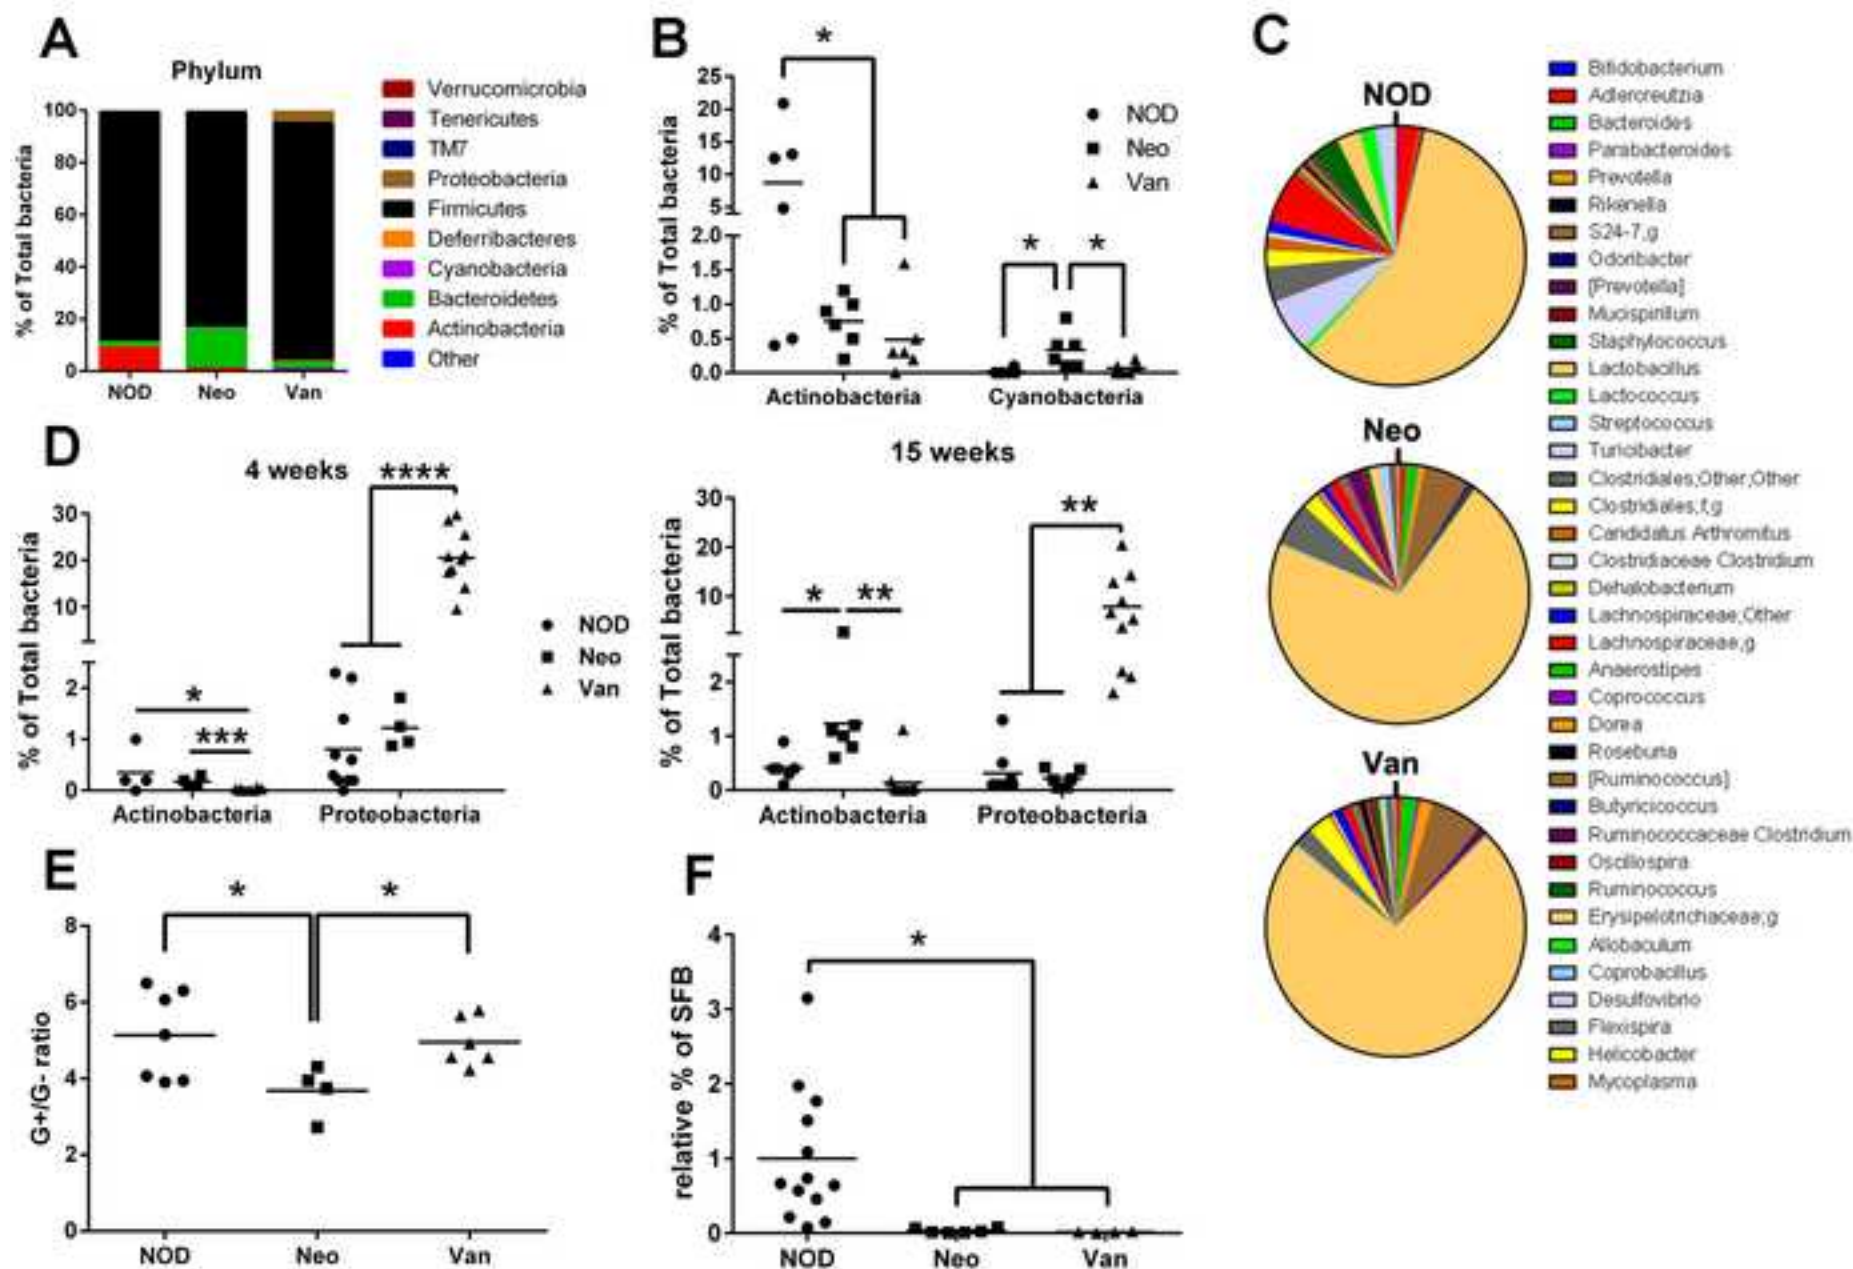 A
Phylum
% of Total bacteria
100
80
60
40
20
0
NOD Neo Van
Verrucomicrobia
Tenericutes
TM7
Proteobacteria
Firmicutes
Deferribacteres
Cyanobacteria
Bacteroidetes
Actinobacteria
Other
B
*
% of Total bacteria
% of Total bacteria
25
20
15
10
5
2.0
1.5
1.0
0.5
0.0
* *
Actinobacteria Cyanobacteria
NOD
Neo
Van
C
NOD
Neo
Van
Bifidobacterium
Adlercreutzia
Bacteroides
Parabacteroides
Prevotella
Rikenella
S24-7,g
Odoribacter
[Prevotella]
Mucispirillum
Staphylococcus
Lactobacillus
Lactococcus
Streptococcus
Turicibacter
Clostridiales,Other,Other
Clostridiales,f,g
Candidatus Arthromitus
Clostridiaceae Clostridium
Dehalobacterium
Lachnospiraceae,Other
Lachnospiraceae,g
Anaerostipes
Coprococcus
Dorea
Roseburia
[Ruminococcus]
Butyricicoccus
Ruminococcaceae Clostridium
Oscillospira
Ruminococcus
Erysipelotrichaceae,g
Allobaculum
Coprobacillus
Desulfovibrio
Flexispira
Helicobacter
Mycoplasma
D
4 weeks
****
% of Total bacteria
30
20
10
2
1
0
*
***
Actinobacteria Proteobacteria
NOD
Neo
Van
15 weeks
% of Total bacteria
30
20
10
2
1
0
* **
**
Actinobacteria Proteobacteria
E
* *
G+/G- ratio
8
6
4
2
0
NOD Neo Van
F
*
relative % of SFB
4
3
2
1
0
NOD Neo Van